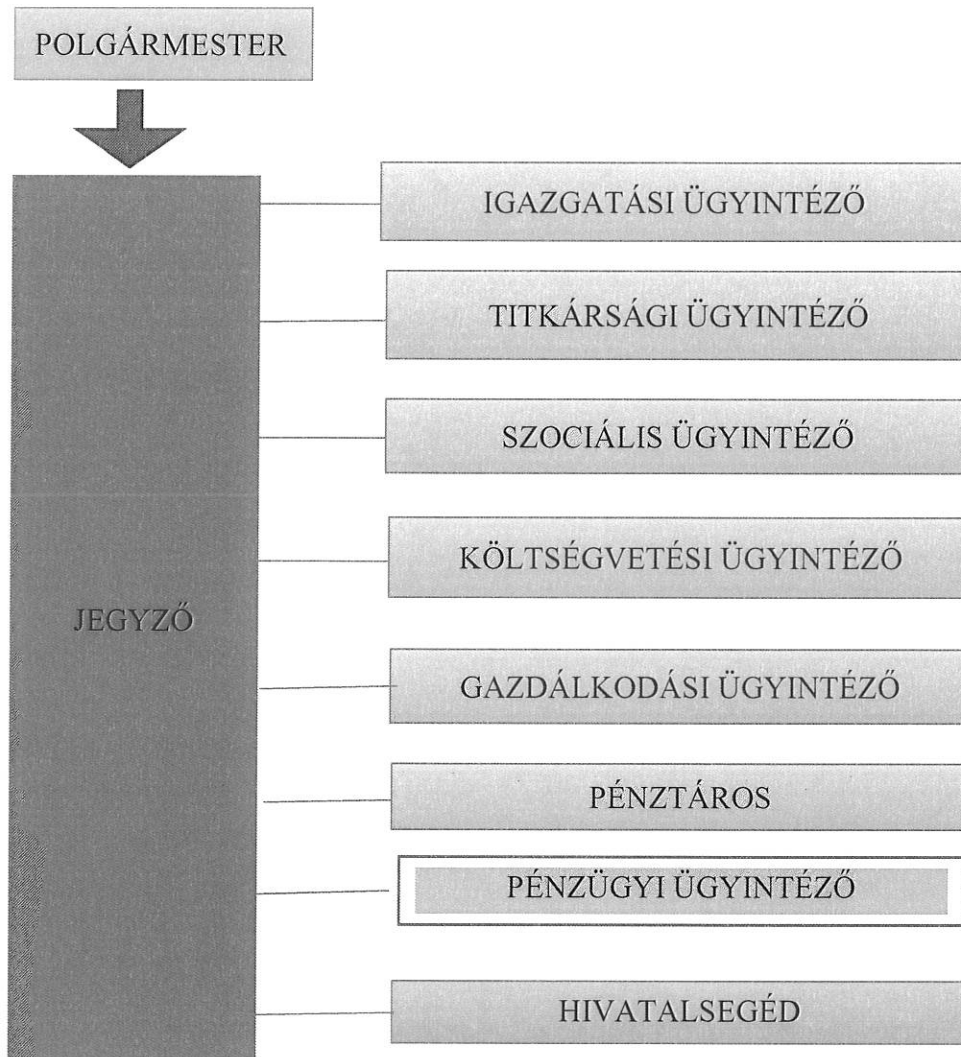 POLGÁRMESTER
IGAZGATÁSI ÜGYINTÉZŐ
TITKÁRSÁGI ÜGYINTÉZŐ
SZOCIÁLIS ÜGYINTÉZŐ
KÖLTSÉGVETÉSI ÜGYINTÉZŐ
JEGYZŐ
GAZDÁLKODÁSI ÜGYINTÉZŐ
PÉNZTÁROS
PÉNZÜGYI ÜGYINTÉZŐ
HIVATALSEGÉD